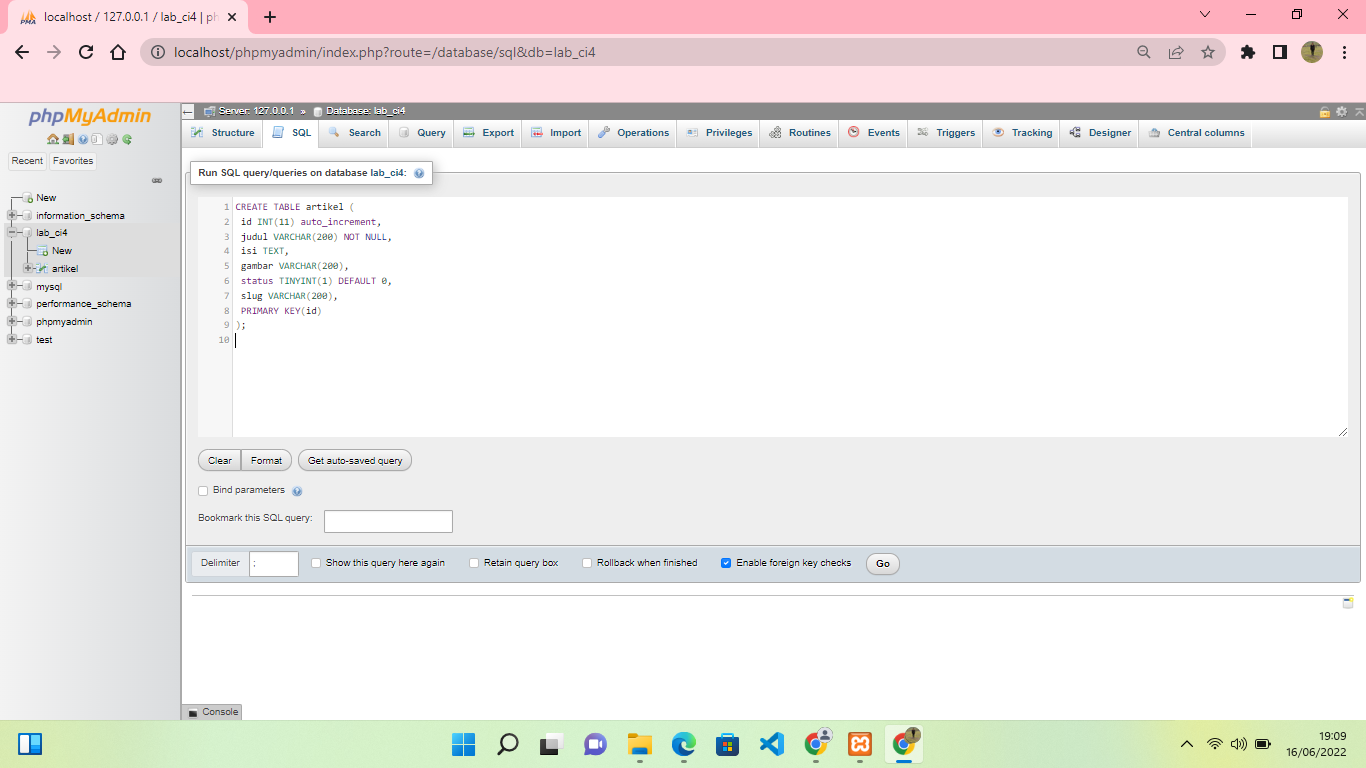 localhost / 127.0.0.1 / lab_ci4 | ph
localhost/phpmyadmin/index.php?route=/database/sql&db=lab_ci4
phpMyAdmin
Recent Favorites
New
information_schema
lab_ci4
New
artikel
mysql
performance_schema
phpmyadmin
test
Server: 127.0.0.1 » Database: lab_ci4
Structure SQL Search Query Export Import Operations Privileges Routines Events Triggers Tracking Designer Central columns
Run SQL query/queries on database lab_ci4:
1 CREATE TABLE artikel (
2 id INT(11) auto_increment,
3 judul VARCHAR(200) NOT NULL,
4 isi TEXT,
5 gambar VARCHAR(200),
6 status TINYINT(1) DEFAULT 0,
7 slug VARCHAR(200),
8 PRIMARY KEY(id)
9 );
10
Clear Format Get auto-saved query
Bind parameters
Bookmark this SQL query:
Delimiter ; Show this query here again Retain query box Rollback when finished Enable foreign key checks Go
Console
19:09
16/06/2022